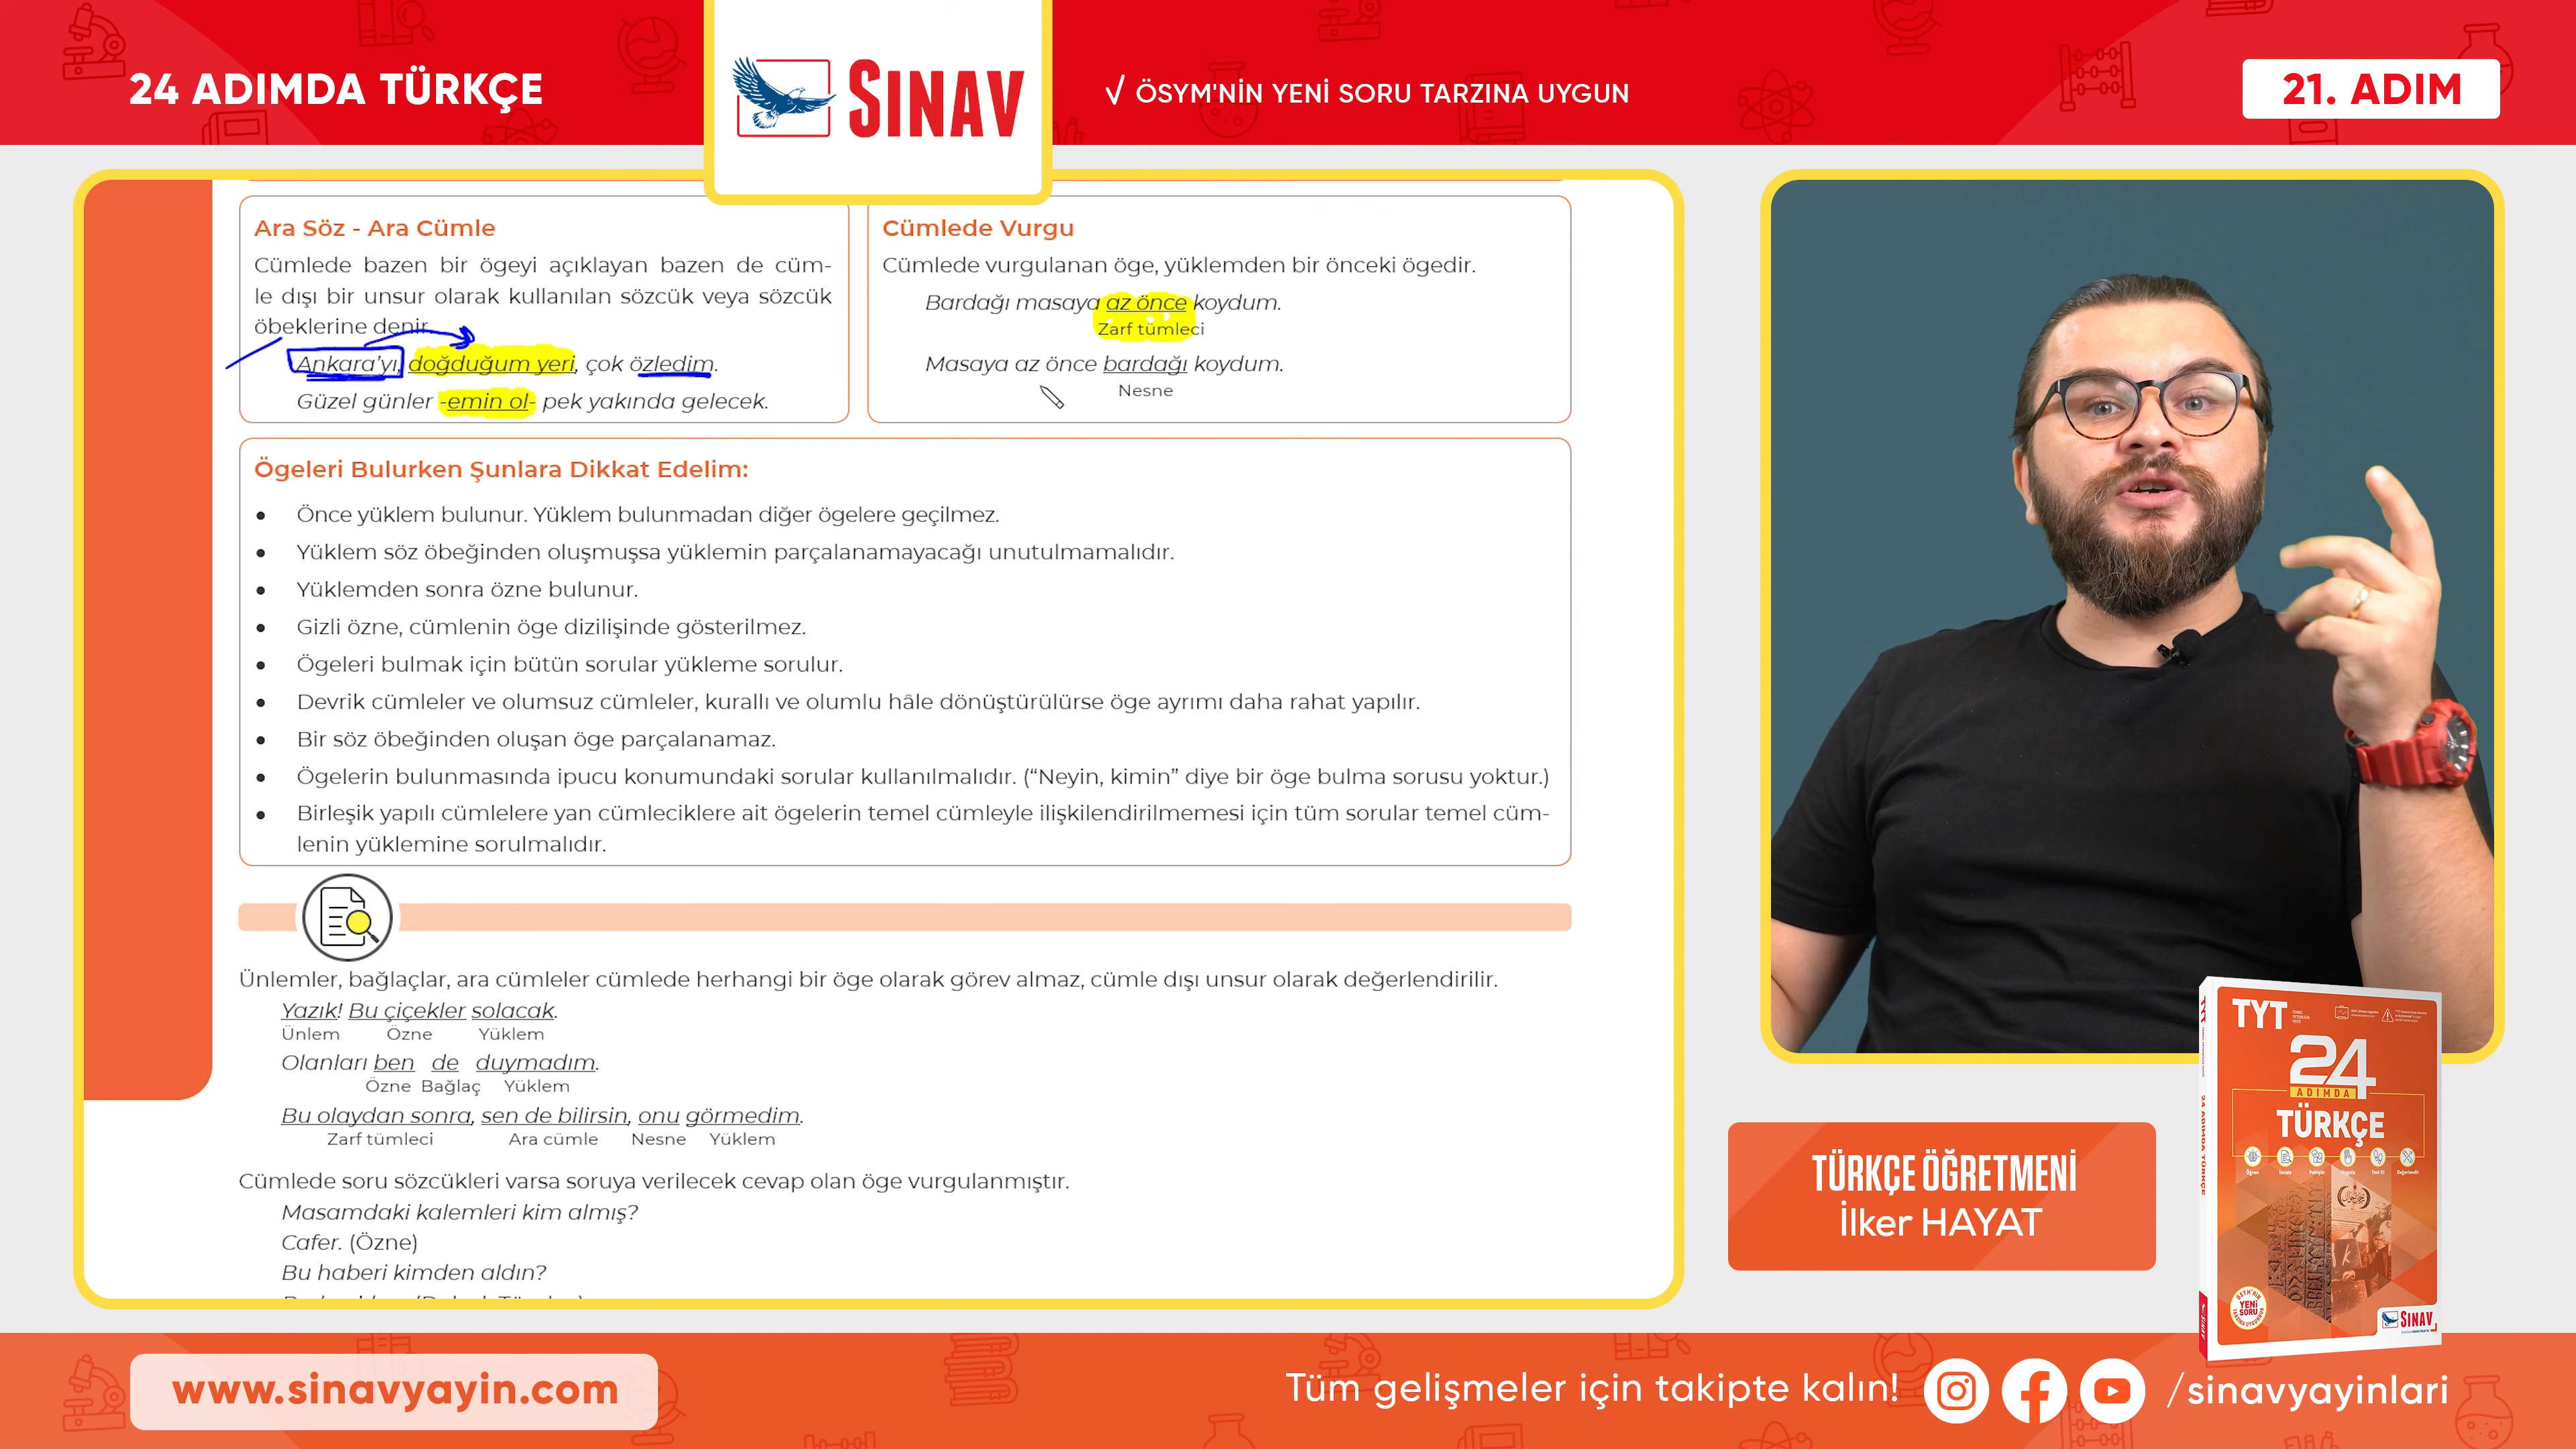 24 ADIMDA TÜRKÇE
SINAV
√ ÖSYM'NİN YENİ SORU TARZINA UYGUN
21. ADIM
Ara Söz - Ara Cümle
Cümlede bazen bir ögeyi açıklayan bazen de cüm-
le dışı bir unsur olarak kullanılan sözcük veya sözcük
öbeklerine denir.
Ankara’yı, doğduğum yeri, çok özledim.
Güzel günler -emin ol- pek yakında gelecek.
Cümlede Vurgu
Cümlede vurgulanan öge, yüklemden bir önceki ögedir.
Bardağı masaya az önce koydum.
Zarf tümleci
Masaya az önce bardağı koydum.
Nesne
Ögeleri Bulurken Şunlara Dikkat Edelim:
• Önce yüklem bulunur. Yüklem bulunmadan diğer ögelere geçilmez.
• Yüklem söz öbeğinden oluşmuşsa yüklemin parçalanamayacağı unutulmamalıdır.
• Yüklemden sonra özne bulunur.
• Gizli özne, cümlenin öge dizilişinde gösterilmez.
• Ögeleri bulmak için bütün sorular yükleme sorulur.
• Devrik cümleler ve olumsuz cümleler, kurallı ve olumlu hâle dönüştürülürse öge ayrımı daha rahat yapılır.
• Bir söz öbeğinden oluşan öge parçalanamaz.
• Ögelerin bulunmasında ipucu konumundaki sorular kullanılmalıdır. (“Neyin, kimin” diye bir öge bulma sorusu yoktur.)
• Birleşik yapılı cümlelere yan cümleciklere ait ögelerin temel cümleyle ilişkilendirilmemesi için tüm sorular temel cüm-
lenin yüklemine sorulmalıdır.
Ünlemler, bağlaçlar, ara cümleler cümlede herhangi bir öge olarak görev almaz, cümle dışı unsur olarak değerlendirilir.
Yazık! Bu çiçekler solacak.
Ünlem Özne Yüklem
Olanları ben de duymadım.
Özne Bağlaç Yüklem
Bu olaydan sonra, sen de bilirsin, onu görmedim.
Zarf tümleci Ara cümle Nesne Yüklem
Cümlede soru sözcükleri varsa soruya verilecek cevap olan öge vurgulanmıştır.
Masamdaki kalemleri kim almış?
Cafer. (Özne)
Bu haberi kimden aldın?
TYT
24
ADIMDA
TÜRKÇE
ÖSYM'NİN
YENİ
SORU
SINAV
TÜRKÇE ÖĞRETMENİ
İlker HAYAT
www.sinavyayin.com
Tüm gelişmeler için takipte kalın!
/sinavyayinlari